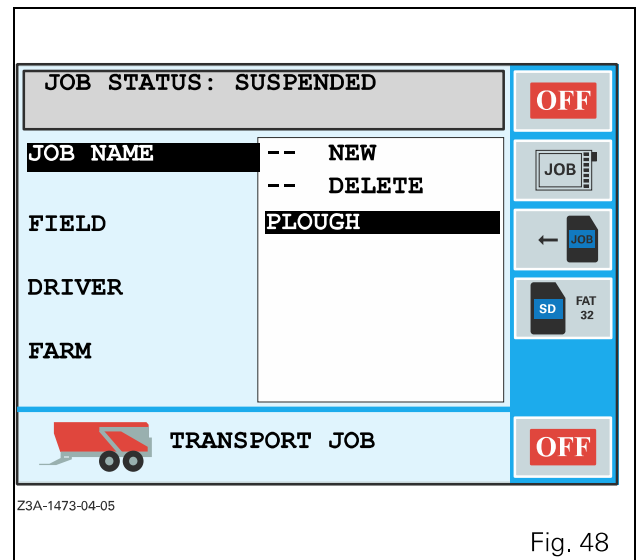 JOB STATUS: SUSPENDED
OFF
JOB NAME
-- NEW
-- DELETE
JOB
FIELD
PLOUGH
← JOB
DRIVER
SD
FAT
32
FARM
TRANSPORT JOB
OFF
Z3A-1473-04-05
Fig. 48